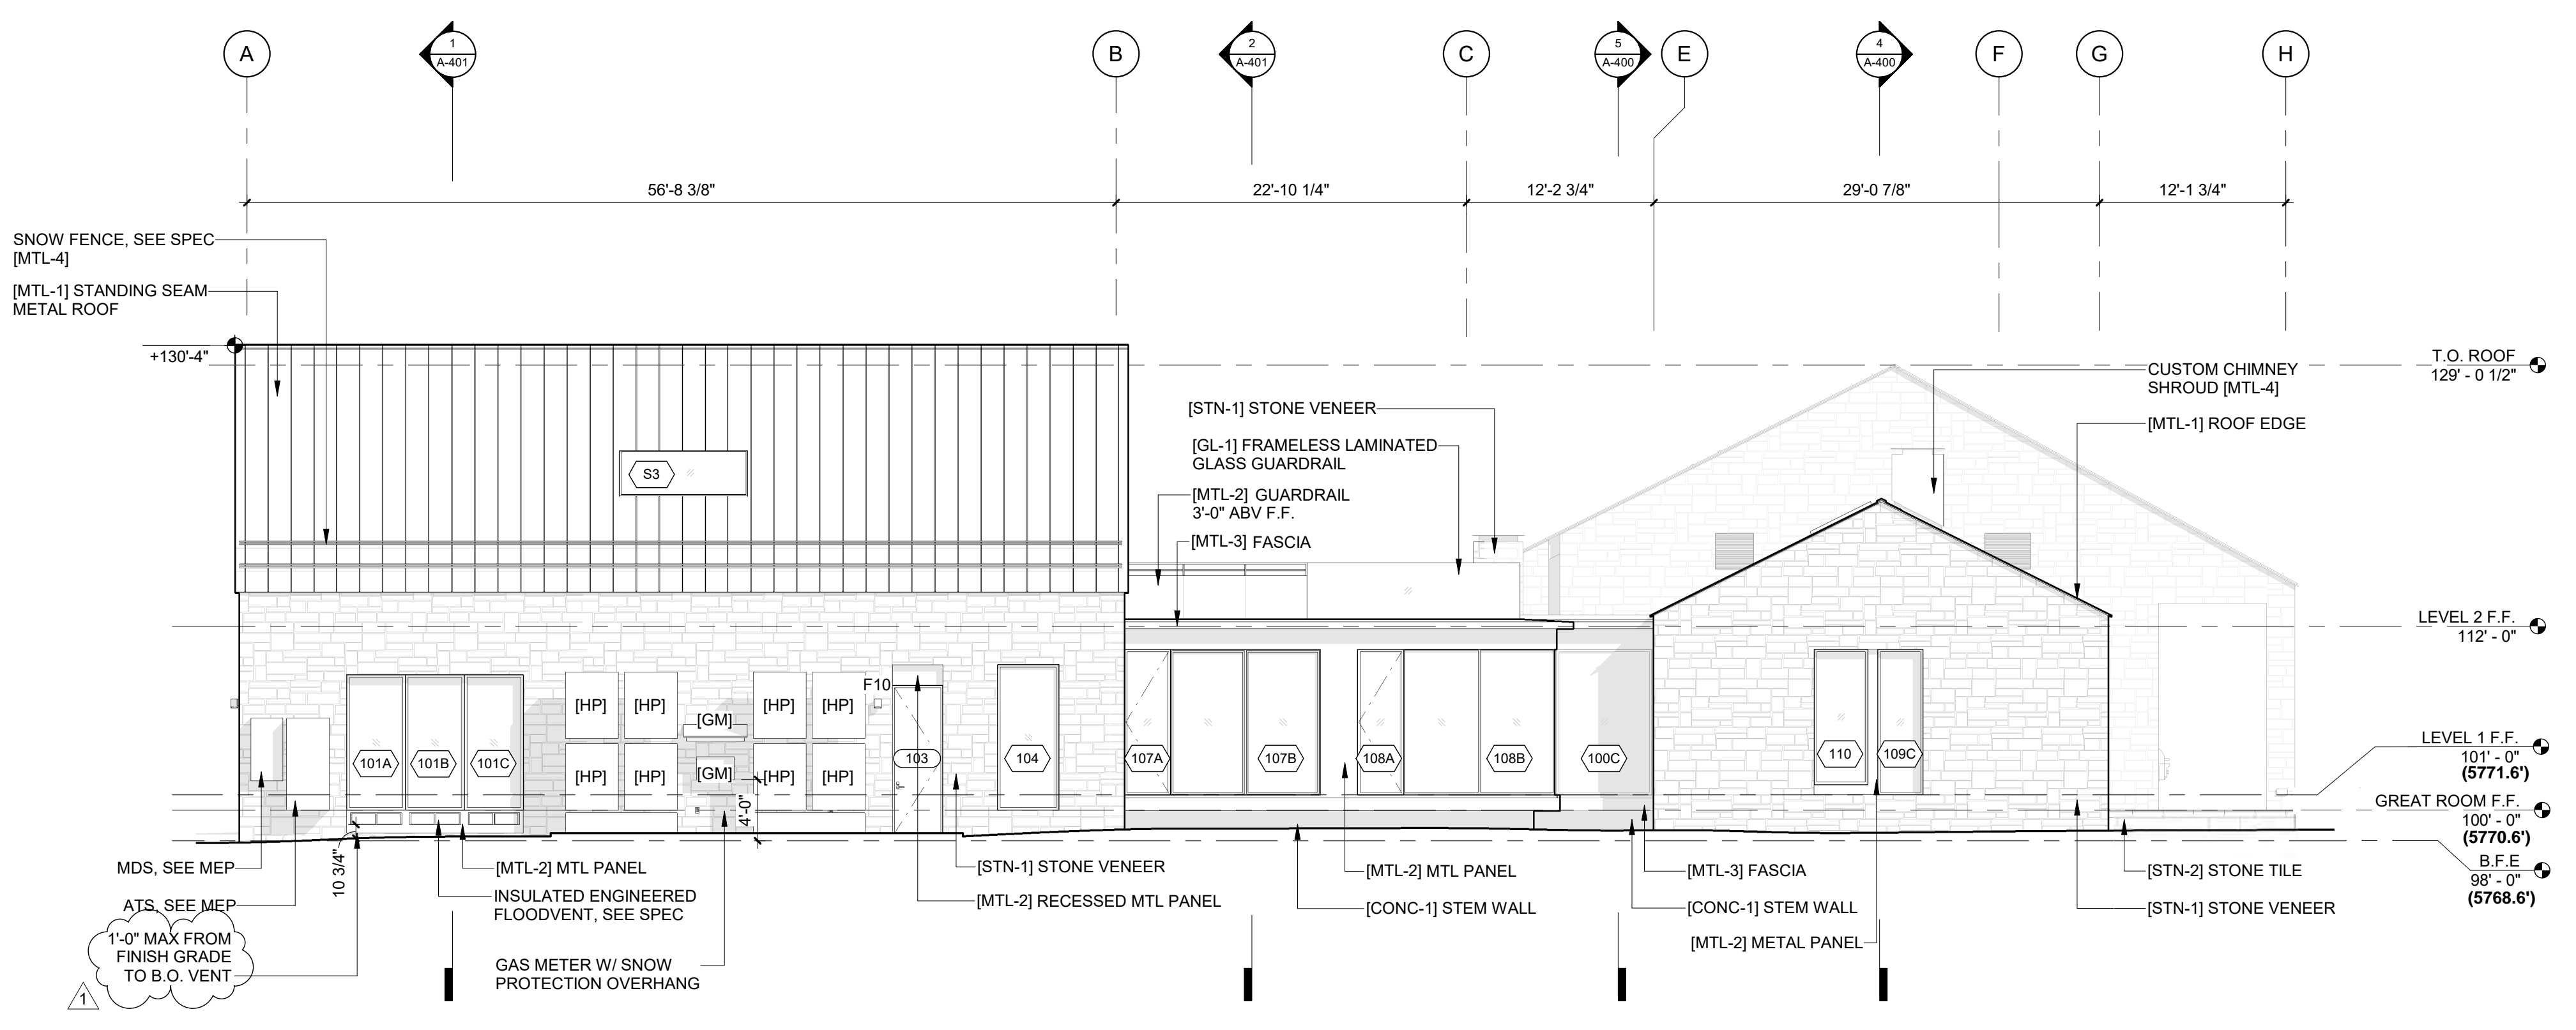 A
1
A-401
B
2
A-401
C
5
A-400
E
4
A-400
F
G
H
56'-8 3/8"
22'-10 1/4"
12'-2 3/4"
29'-0 7/8"
12'-1 3/4"
SNOW FENCE, SEE SPEC
[MTL-4]
[MTL-1] STANDING SEAM
METAL ROOF
+130'-4"
T.O. ROOF
129' - 0 1/2"
CUSTOM CHIMNEY
SHROUD [MTL-4]
[MTL-1] ROOF EDGE
[STN-1] STONE VENEER
[GL-1] FRAMELESS LAMINATED
GLASS GUARDRAIL
[MTL-2] GUARDRAIL
3'-0" ABV F.F.
[MTL-3] FASCIA
S3
LEVEL 2 F.F.
112' - 0"
F10
[HP]
[HP]
[GM]
[HP]
[HP]
101A
101B
101C
[HP]
[HP]
[GM]
[HP]
[HP]
103
104
107A
107B
108A
108B
100C
110
109C
LEVEL 1 F.F.
101' - 0"
(5771.6')
GREAT ROOM F.F.
100' - 0"
(5770.6')
B.F.E
98' - 0"
(5768.6')
4'-0"
10 3/4"
MDS, SEE MEP
ATS, SEE MEP
1'-0" MAX FROM
FINISH GRADE
TO B.O. VENT
1
[MTL-2] MTL PANEL
INSULATED ENGINEERED
FLOODVENT, SEE SPEC
GAS METER W/ SNOW
PROTECTION OVERHANG
[STN-1] STONE VENEER
[MTL-2] RECESSED MTL PANEL
[MTL-2] MTL PANEL
[CONC-1] STEM WALL
[MTL-3] FASCIA
[CONC-1] STEM WALL
[MTL-2] METAL PANEL
[STN-2] STONE TILE
[STN-1] STONE VENEER